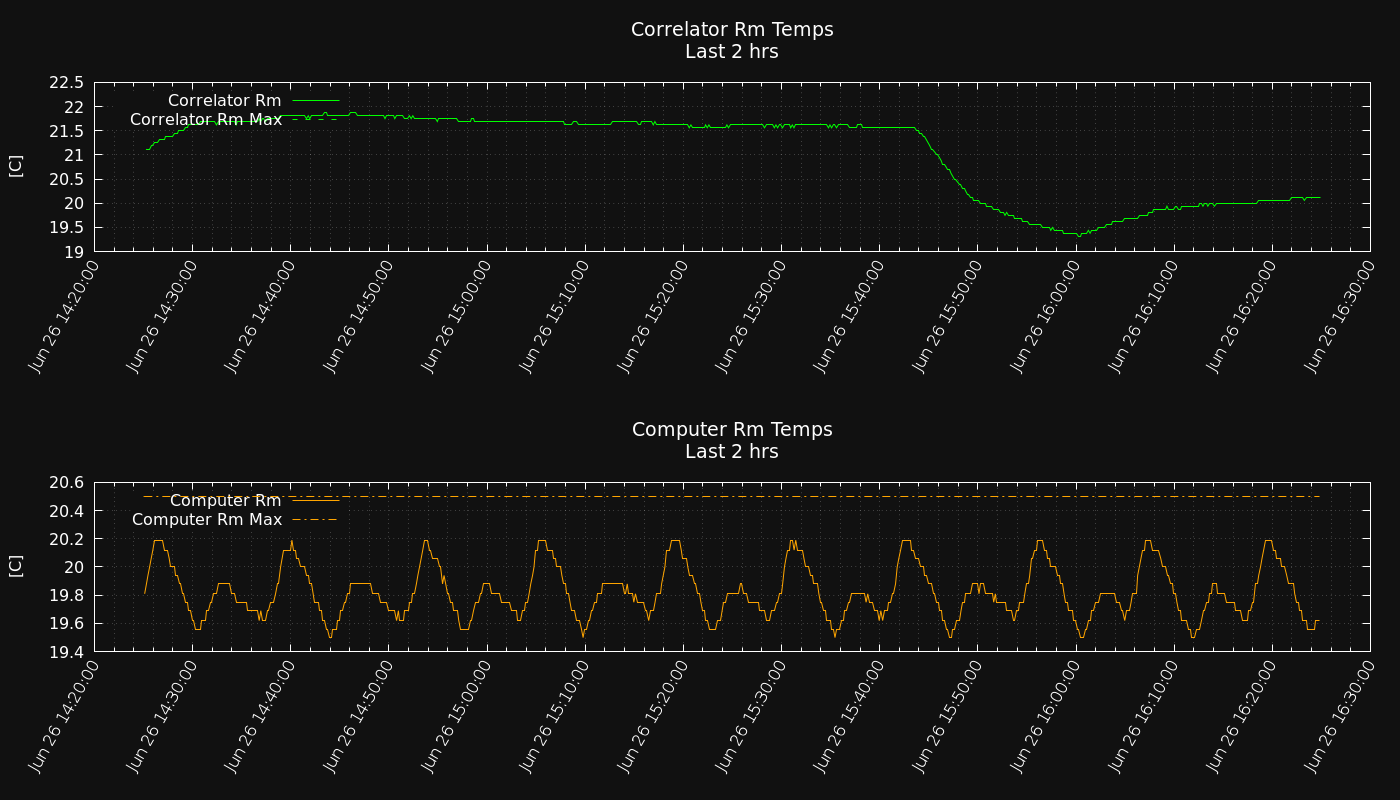 Correlator Rm Temps
Last 2 hrs
22.5
22
21.5
21
20.5
20
19.5
19
[C]
Correlator Rm
Correlator Rm Max
Jun 26 14:20:00
Jun 26 14:30:00
Jun 26 14:40:00
Jun 26 14:50:00
Jun 26 15:00:00
Jun 26 15:10:00
Jun 26 15:20:00
Jun 26 15:30:00
Jun 26 15:40:00
Jun 26 15:50:00
Jun 26 16:00:00
Jun 26 16:10:00
Jun 26 16:20:00
Jun 26 16:30:00
Computer Rm Temps
Last 2 hrs
20.6
20.4
20.2
20
19.8
19.6
19.4
[C]
Computer Rm
Computer Rm Max
Jun 26 14:20:00
Jun 26 14:30:00
Jun 26 14:40:00
Jun 26 14:50:00
Jun 26 15:00:00
Jun 26 15:10:00
Jun 26 15:20:00
Jun 26 15:30:00
Jun 26 15:40:00
Jun 26 15:50:00
Jun 26 16:00:00
Jun 26 16:10:00
Jun 26 16:20:00
Jun 26 16:30:00